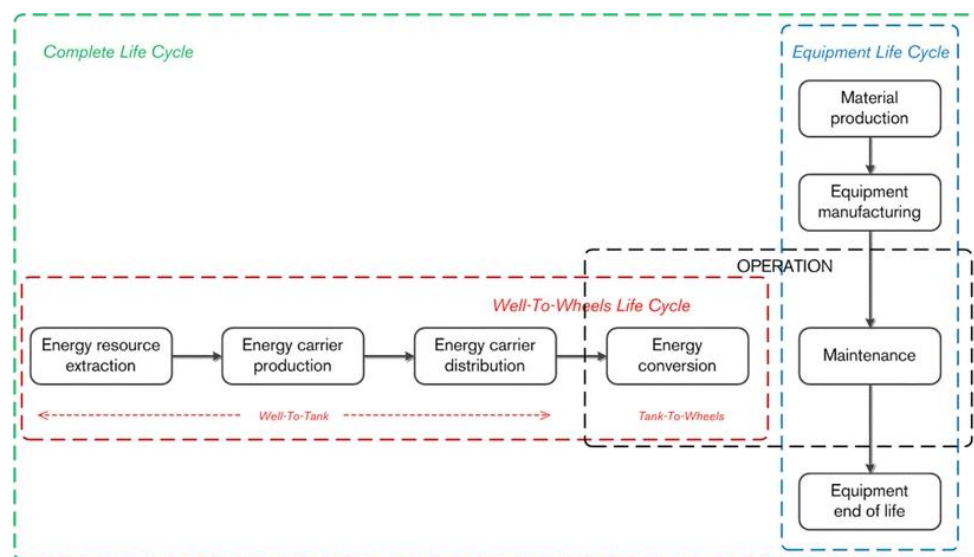 Complete Life Cycle
Equipment Life Cycle
Material
production
Equipment
manufacturing
OPERATION
Well-To-Wheels Life Cycle
Energy resource
extraction
Energy carrier
production
Energy carrier
distribution
Energy
conversion
Maintenance
Well-To-Tank
Tank-To-Wheels
Equipment
end of life